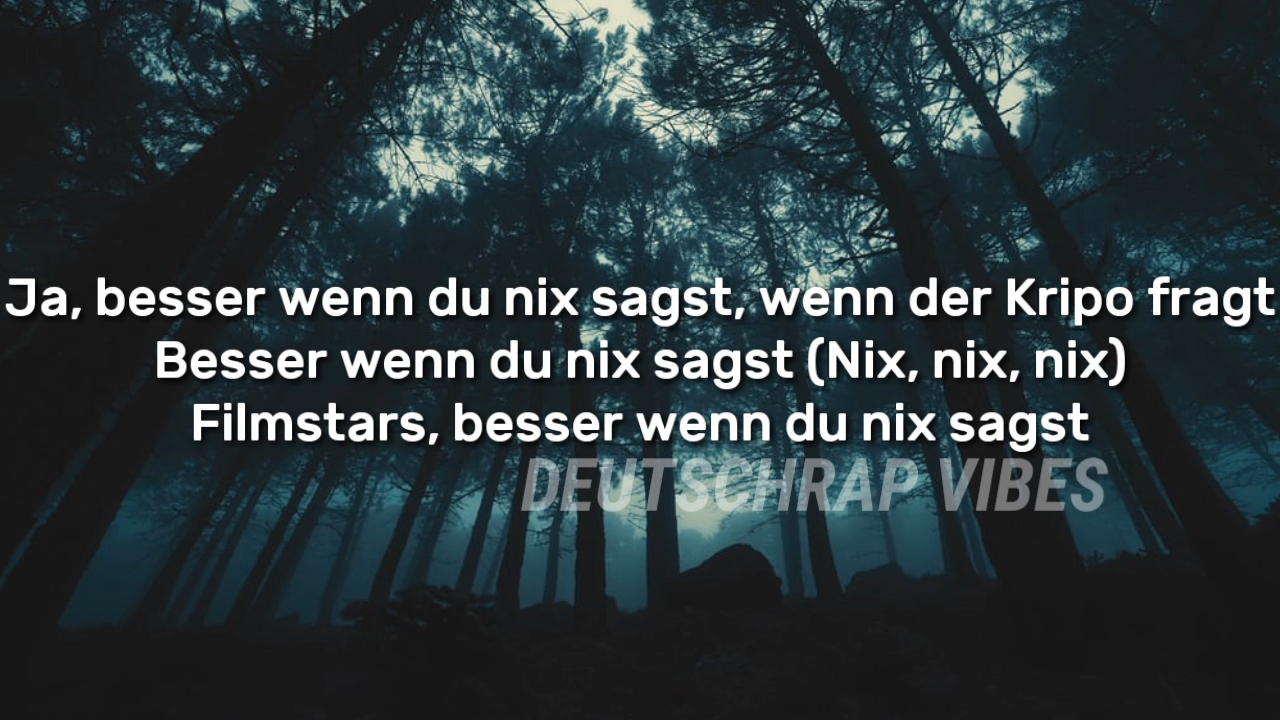 Ja, besser wenn du nix sagst, wenn der Kripo fragt
Besser wenn du nix sagst (Nix, nix, nix)
Filmstars, besser wenn du nix sagst
DEUTSCHRAP VIBES